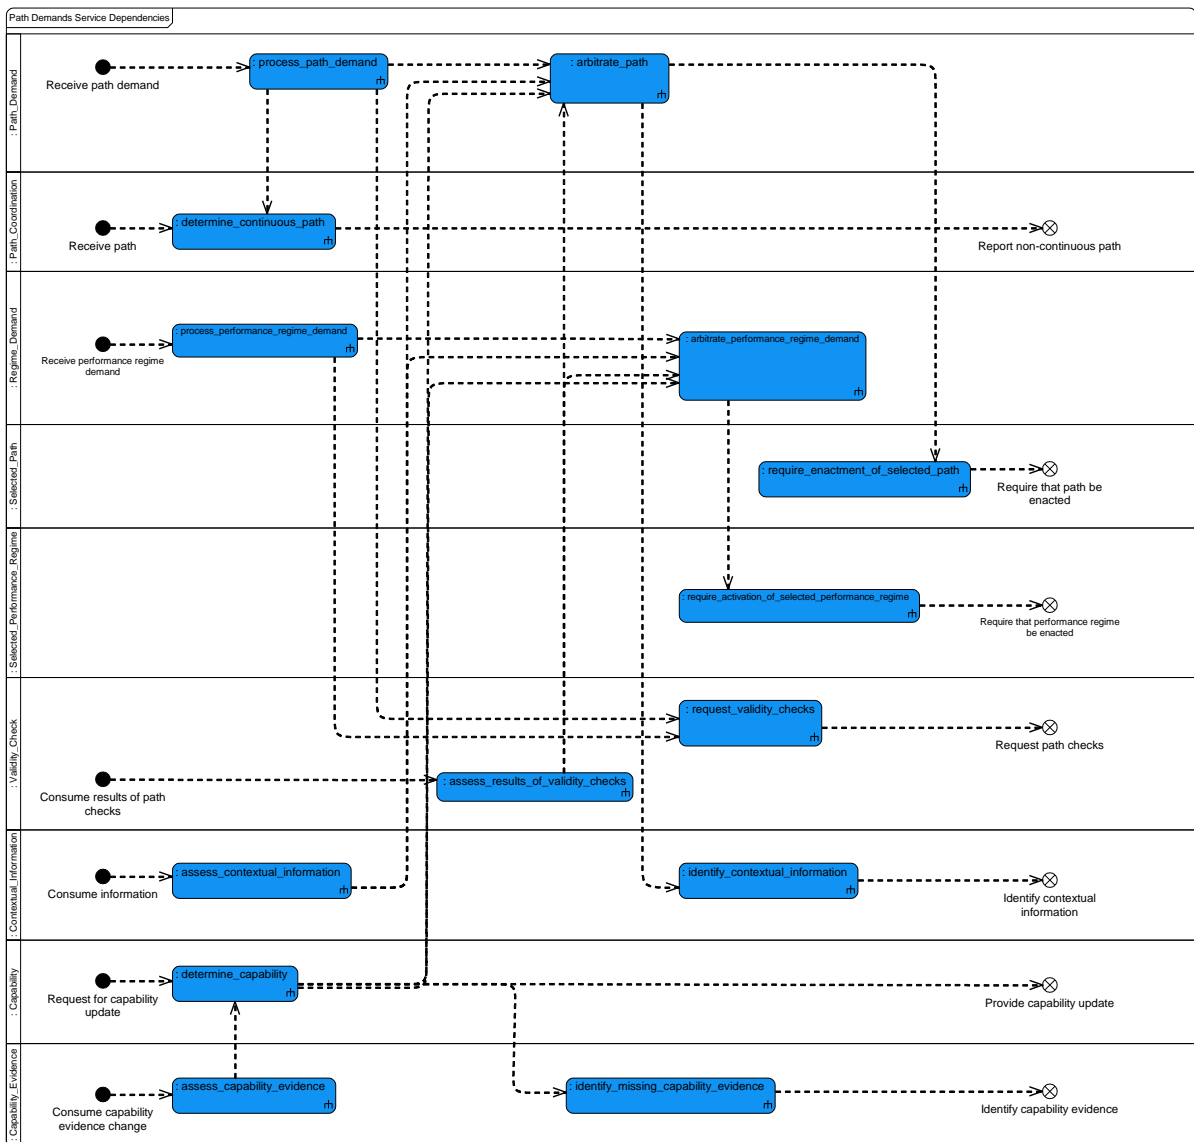 Path Demands Service Dependencies
: Path_Demand
Receive path demand
: process_path_demand
: arbitrate_path
: Path_Coordination
Receive path
: determine_continuous_path
Report non-continuous path
: Regime_Demand
Receive performance regime
demand
: process_performance_regime_demand
: arbitrate_performance_regime_demand
: Selected_Path
: require_enactment_of_selected_path
Require that path be
enacted
: Selected_Performance_Regime
: require_activation_of_selected_performance_regime
Require that performance regime
be enacted
: Validity_Check
: request_validity_checks
Request path checks
Consume results of path
checks
: assess_results_of_validity_checks
: Contextual_Information
Consume information
: assess_contextual_information
: identify_contextual_information
Identify contextual
information
: Capability
Request for capability
update
: determine_capability
Provide capability update
: Capability_Evidence
Consume capability
evidence change
: assess_capability_evidence
: identify_missing_capability_evidence
Identify capability evidence